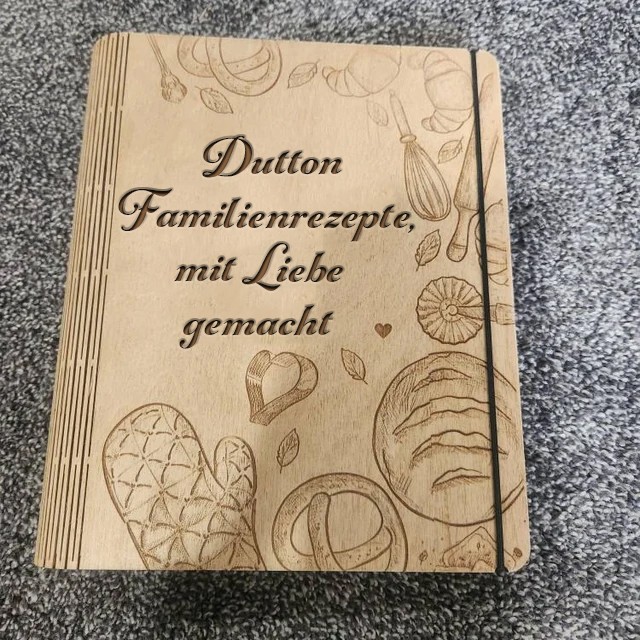 Dutton
Familienrezepte,
mit Liebe
gemacht